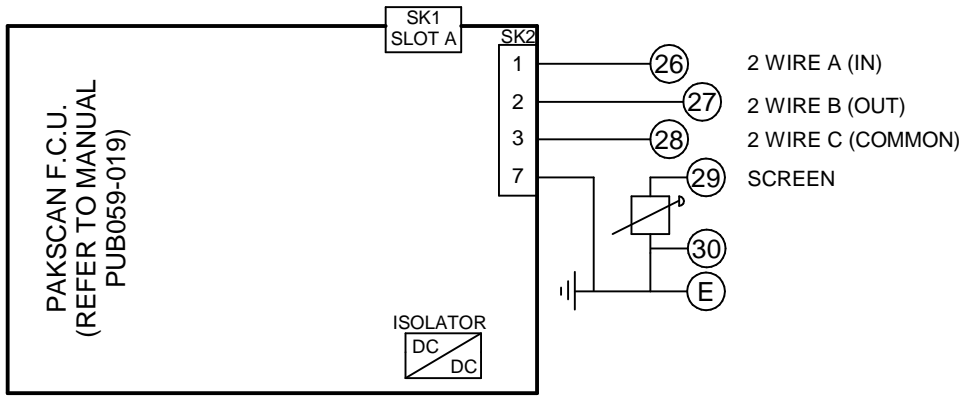 SK1
SLOT A
SK2
1
26
2 WIRE A (IN)
2
27
2 WIRE B (OUT)
3
28
2 WIRE C (COMMON)
7
29
SCREEN
30
E
PAKSCAN F.C.U.
(REFER TO MANUAL
PUB059-019)
ISOLATOR
DC
DC